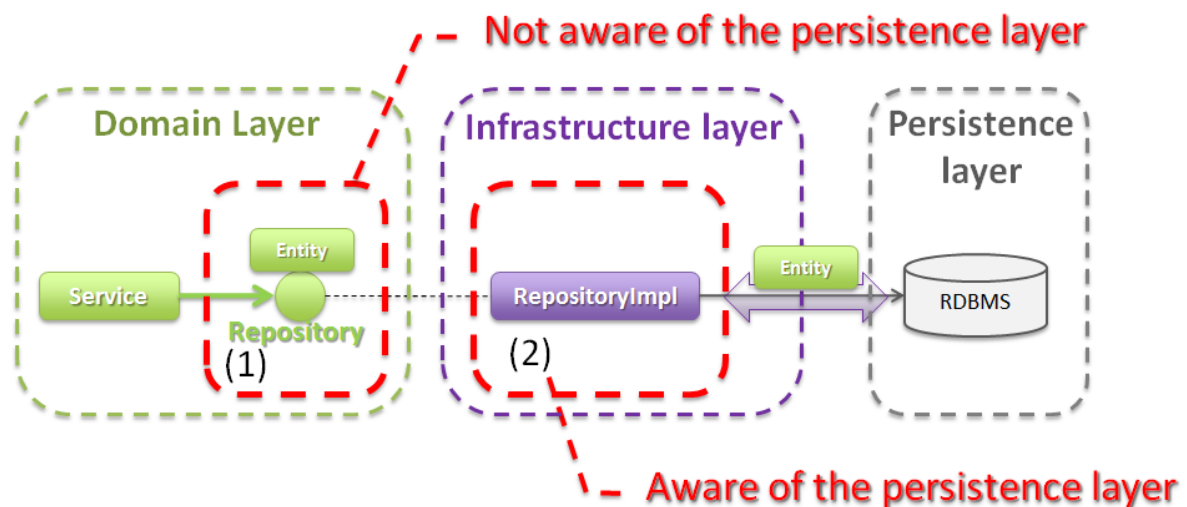 Not aware of the persistence layer
Domain Layer
Infrastructure layer
Persistence
layer
Entity
Entity
Service
RepositoryImpl
RDBMS
Repository
(1)
(2)
Aware of the persistence layer